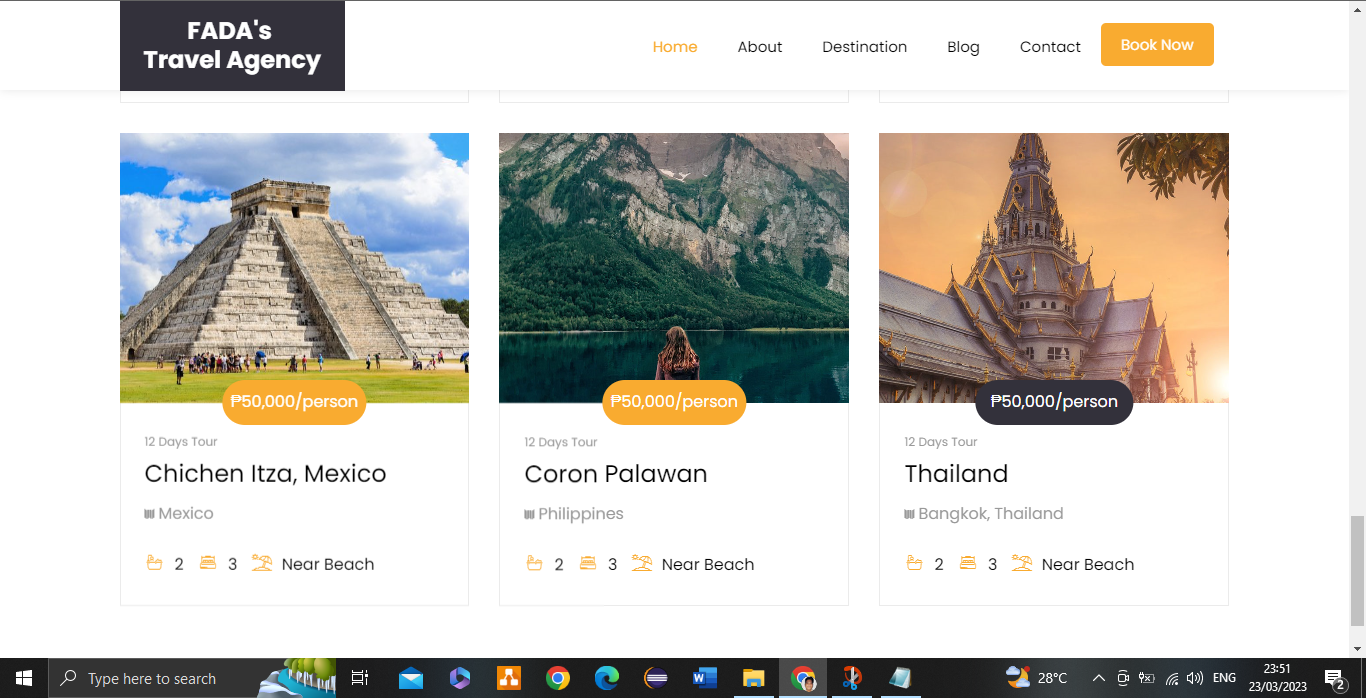 FADA's
Travel Agency
Home
About
Destination
Blog
Contact
Book Now
₱50,000/person
12 Days Tour
Chichen Itza, Mexico
Mexico
2
3
Near Beach
₱50,000/person
12 Days Tour
Coron Palawan
Philippines
2
3
Near Beach
₱50,000/person
12 Days Tour
Thailand
Bangkok, Thailand
2
3
Near Beach
Type here to search
28°C
ENG
23:51
23/03/2023
2